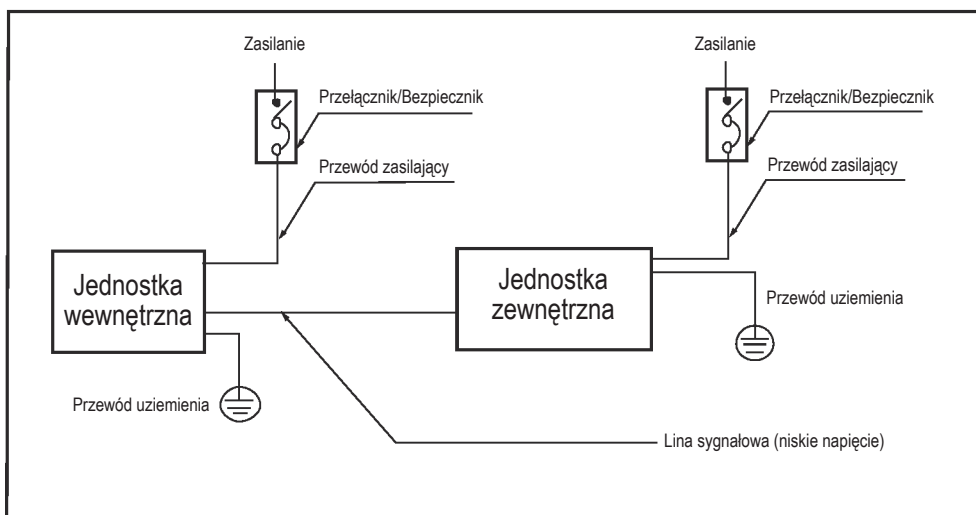 Zasilanie
Zasilanie
Przełącznik/Bezpiecznik
Przełącznik/Bezpiecznik
Przewód zasilający
Przewód zasilający
Jednostka
wewnętrzna
Jednostka
zewnętrzna
Przewód uziemienia
Przewód uziemienia
Lina sygnałowa (niskie napięcie)